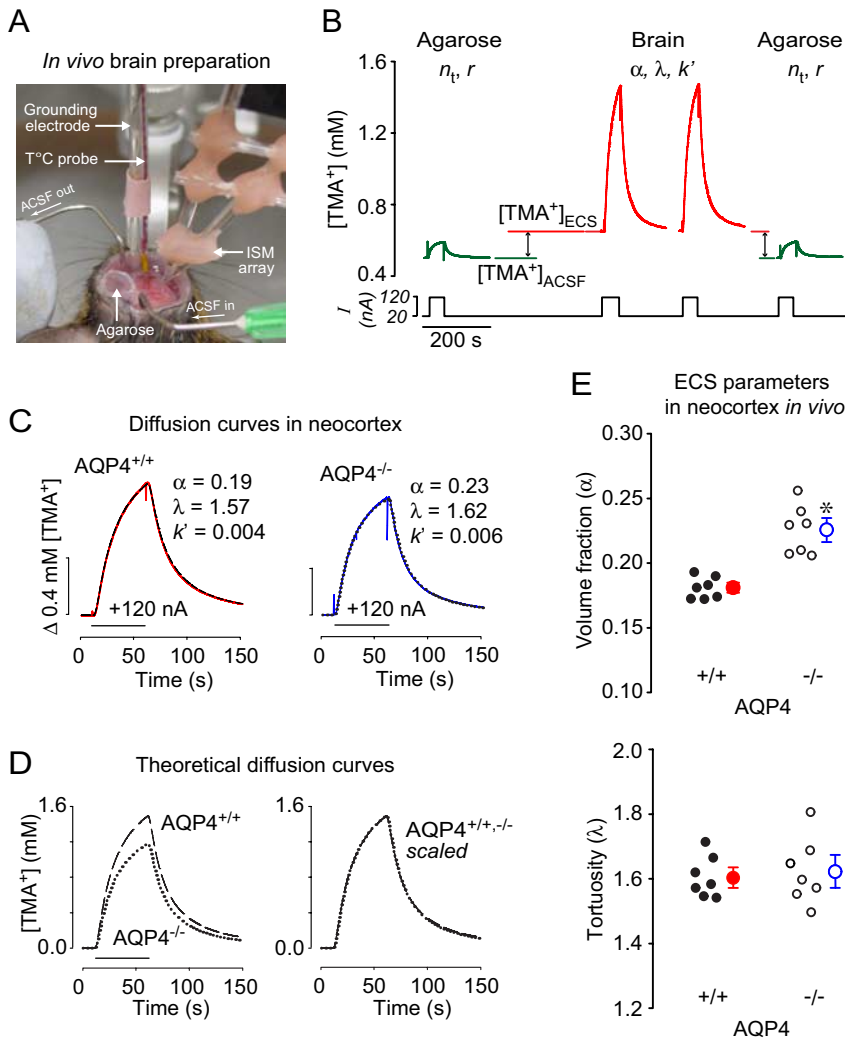 A
In vivo brain preparation
Grounding
electrode
T°C probe
ACSF out
ISM
array
ACSF in
Agarose
B
Agarose
Brain
Agarose
nt, r
α, λ, k'
nt, r
1.6
1.2
0.8
0.4
[TMA+] (mM)
[TMA+]ECS
[TMA+]ACSF
I
(nA)
120
20
200 s
C
Diffusion curves in neocortex
AQP4+/+
α = 0.19
λ = 1.57
k' = 0.004
Δ 0.4 mM [TMA+]
+120 nA
0 50 100 150
Time (s)
AQP4-/-
α = 0.23
λ = 1.62
k' = 0.006
+120 nA
0 50 100 150
Time (s)
D
Theoretical diffusion curves
[TMA+] (mM)
1.6
0.0
AQP4+/+
AQP4-/-
0 50 100 150
Time (s)
1.6
0.0
AQP4+/+,-/-
scaled
0 50 100 150
Time (s)
E
ECS parameters
in neocortex in vivo
Volume fraction (α)
0.30
0.25
0.20
0.15
0.10
*
+/+ -/-
AQP4
Tortuosity (λ)
2.0
1.8
1.6
1.4
1.2
+/+ -/-
AQP4